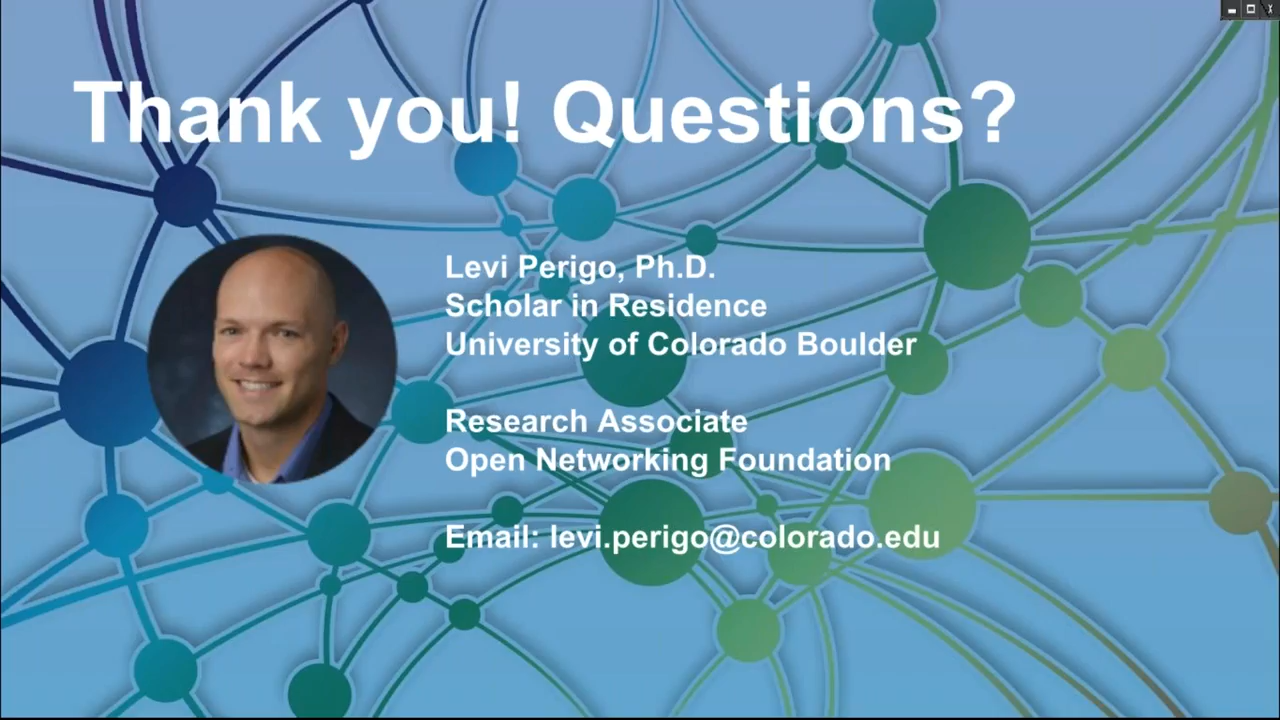 Thank you! Questions?
Levi Perigo, Ph.D.
Scholar in Residence
University of Colorado Boulder
Research Associate
Open Networking Foundation
Email: levi.perigo@colorado.edu